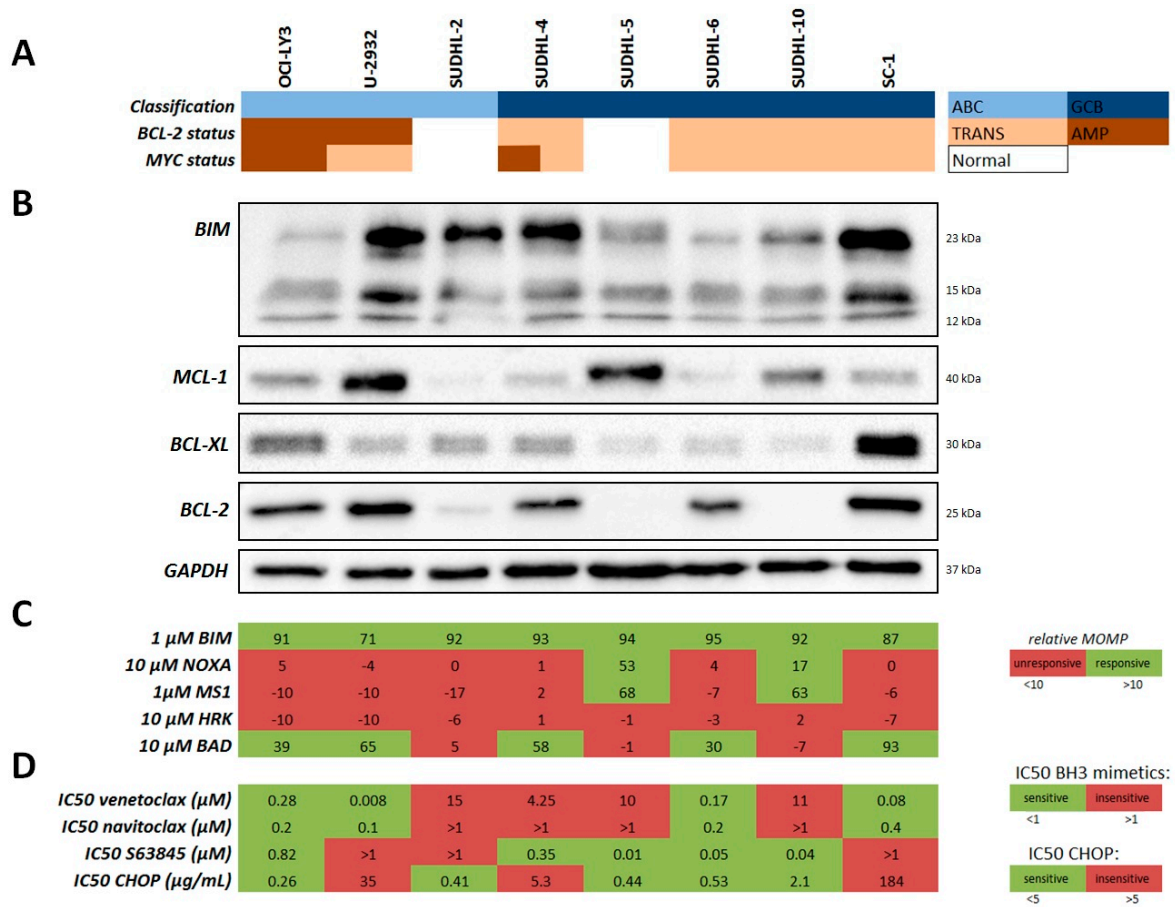 A
OCI-LY3 U-2932 SUDHL-2 SUDHL-4 SUDHL-5 SUDHL-6 SUDHL-10 SC-1
Classification ABC GCB
BCL-2 status TRANS AMP
MYC status Normal
B
BIM 23 kDa
15 kDa
12 kDa
MCL-1 40 kDa
BCL-XL 30 kDa
BCL-2 25 kDa
GAPDH 37 kDa
C
1 µM BIM 91 71 92 93 94 95 92 87 relative MOMP
10 µM NOXA 5 -4 0 1 53 4 17 0 unresponsive responsive
1µM MS1 -10 -10 -17 2 68 -7 63 -6 <10 >10
10 µM HRK -10 -10 -6 1 -1 -3 2 -7
10 µM BAD 39 65 5 58 -1 30 -7 93
D
IC50 BH3 mimetics:
IC50 venetoclax (µM) 0.28 0.008 15 4.25 10 0.17 11 0.08 sensitive insensitive
IC50 navitoclax (µM) 0.2 0.1 >1 >1 >1 0.2 >1 0.4 <1 >1
IC50 S63845 (µM) 0.82 >1 >1 0.35 0.01 0.05 0.04 >1 IC50 CHOP:
IC50 CHOP (µg/mL) 0.26 35 0.41 5.3 0.44 0.53 2.1 184 sensitive insensitive
<5 >5